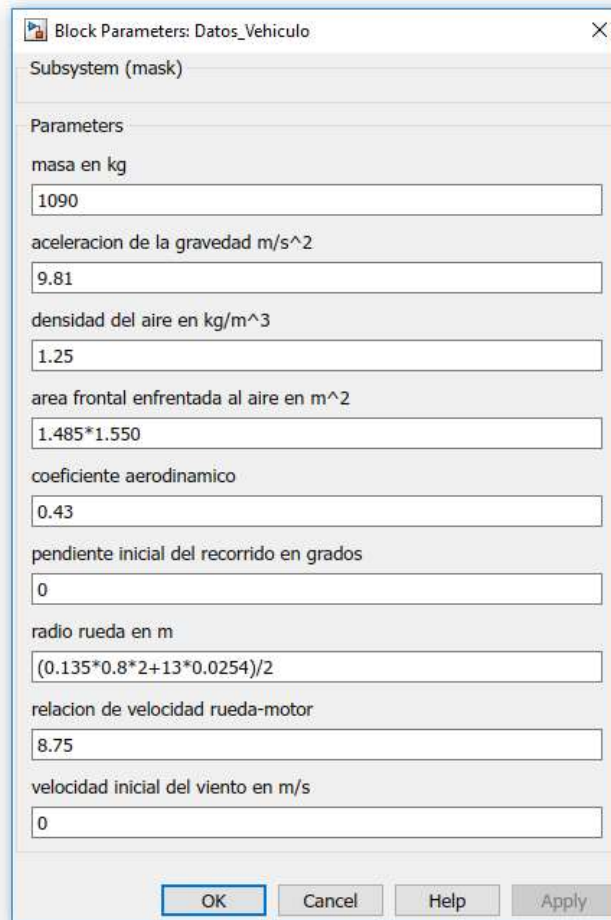 Block Parameters: Datos_Vehiculo
Subsystem (mask)
Parameters
masa en kg
1090
aceleracion de la gravedad m/s^2
9.81
densidad del aire en kg/m^3
1.25
area frontal enfrentada al aire en m^2
1.485*1.550
coeficiente aerodinamico
0.43
pendiente inicial del recorrido en grados
0
radio rueda en m
(0.135*0.8*2+13*0.0254)/2
relacion de velocidad rueda-motor
8.75
velocidad inicial del viento en m/s
0
OK Cancel Help Apply